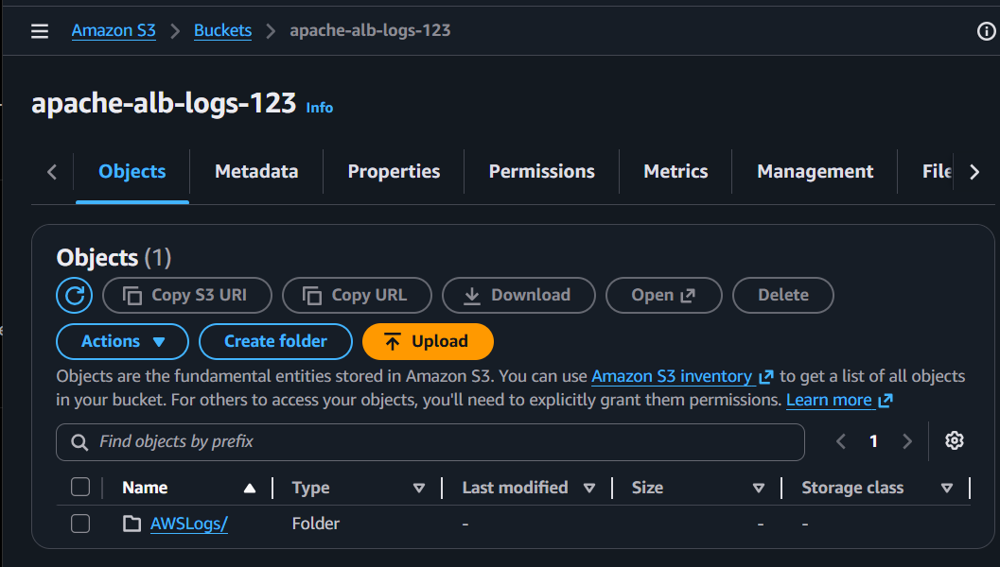 Amazon S3 > Buckets > apache-alb-logs-123
apache-alb-logs-123 Info
Objects Metadata Properties Permissions Metrics Management File
Objects (1)
Copy S3 URI Copy URL Download Open Delete
Actions Create folder Upload
Objects are the fundamental entities stored in Amazon S3. You can use Amazon S3 inventory to get a list of all objects
in your bucket. For others to access your objects, you'll need to explicitly grant them permissions. Learn more
Find objects by prefix 1
Name Type Last modified Size Storage class
AWSLogs/ Folder - - -